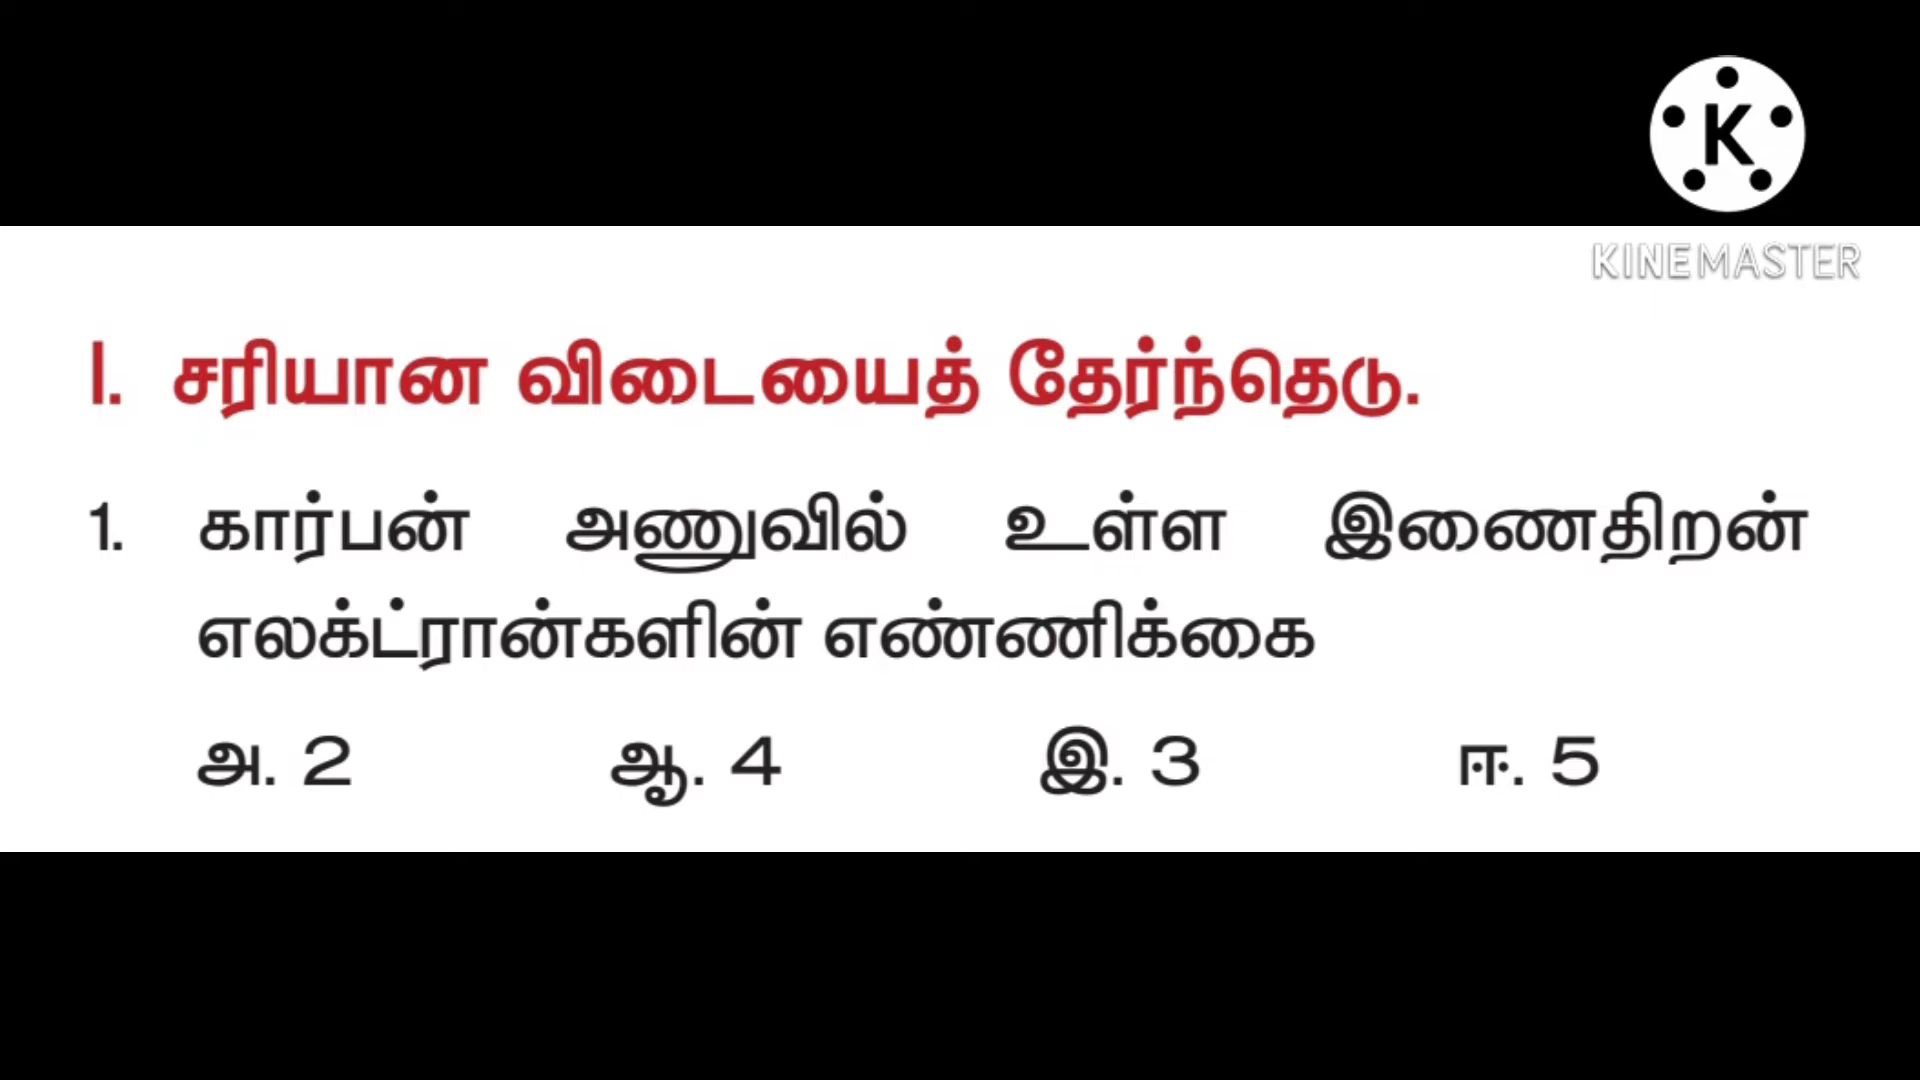 K
KINEMASTER
I. சரியான விடையைத் தேர்ந்தெடு.
1. கார்பன் அணுவில் உள்ள இணைதிறன்
எலக்ட்ரான்களின் எண்ணிக்கை
அ. 2 ஆ. 4 இ. 3 ஈ. 5